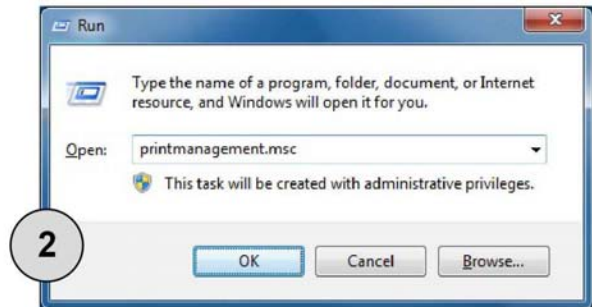 Run
Type the name of a program, folder, document, or Internet
resource, and Windows will open it for you.
Open: printmanagement.msc
This task will be created with administrative privileges.
2
OK Cancel Browse...